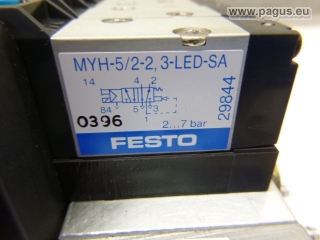 www.pagus.eu
MYH-5/2-2,3-LED-SA
14 4 2
84 5 3
1
0396
2...7 bar
29844
FESTO